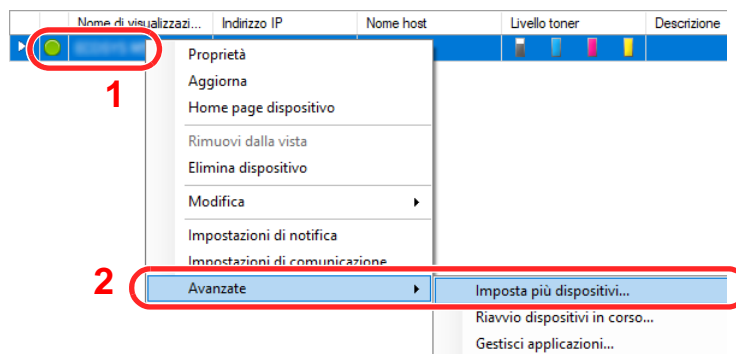 Nome di visualizzazi... Indirizzo IP Nome host Livello toner Descrizione
1
Proprietà
Aggiorna
Home page dispositivo
Rimuovi dalla vista
Elimina dispositivo
Modifica
Impostazioni di notifica
Impostazioni di comunicazione
2
Avanzate
Imposta più dispositivi...
Riavvio dispositivi in corso...
Gestisci applicazioni...